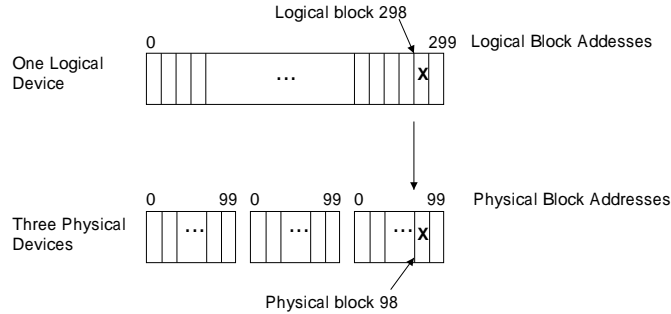 Logical block 298
0
299
Logical Block Addesses
One Logical
Device
...
X
0
99
0
99
0
99
Physical Block Addresses
Three Physical
Devices
...
...
...
X
Physical block 98